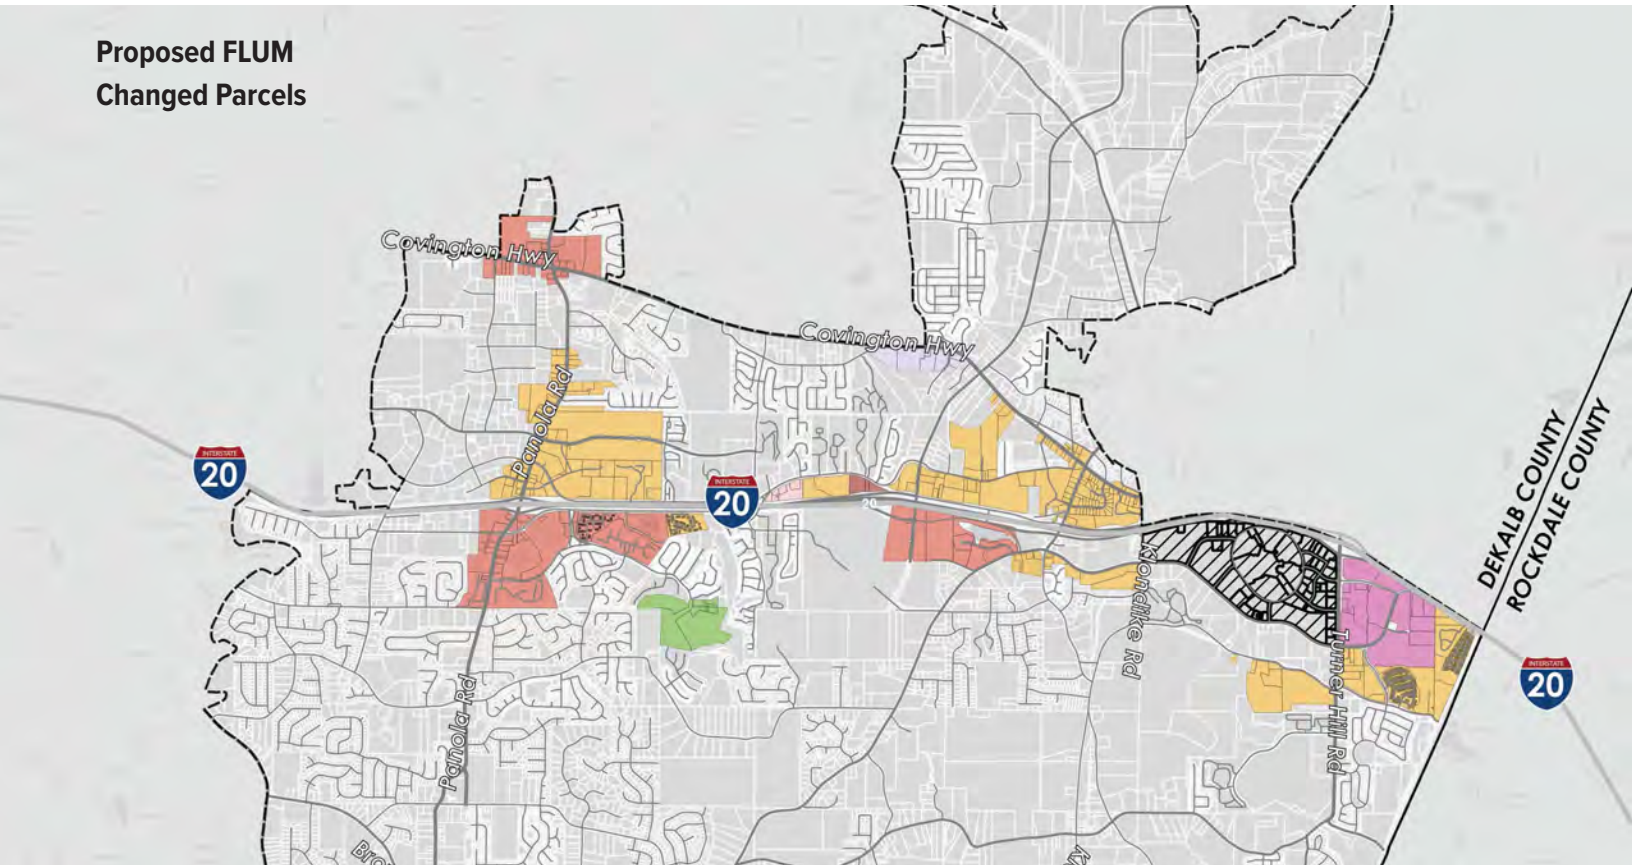 Proposed FLUM
Changed Parcels
Covington Hwy
Covington Hwy
Panola Rd
INTERSTATE
20
INTERSTATE
20
20
DEKALB COUNTY
ROCKDALE COUNTY
Klondike Rd
Turner Hill Rd
INTERSTATE
20
Panola Rd